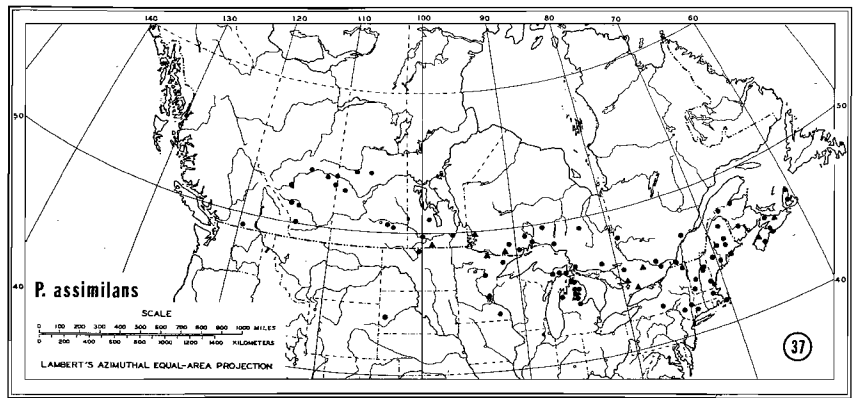 140 130 120 110 100 90 80 70 60
50
50
40
40
P. assimilans
SCALE
0 100 200 300 400 500 600 700 800 900 1000 MILES
0 200 400 600 800 1000 1200 1400 KILOMETERS
LAMBERT'S AZIMUTHAL EQUAL-AREA PROJECTION
37